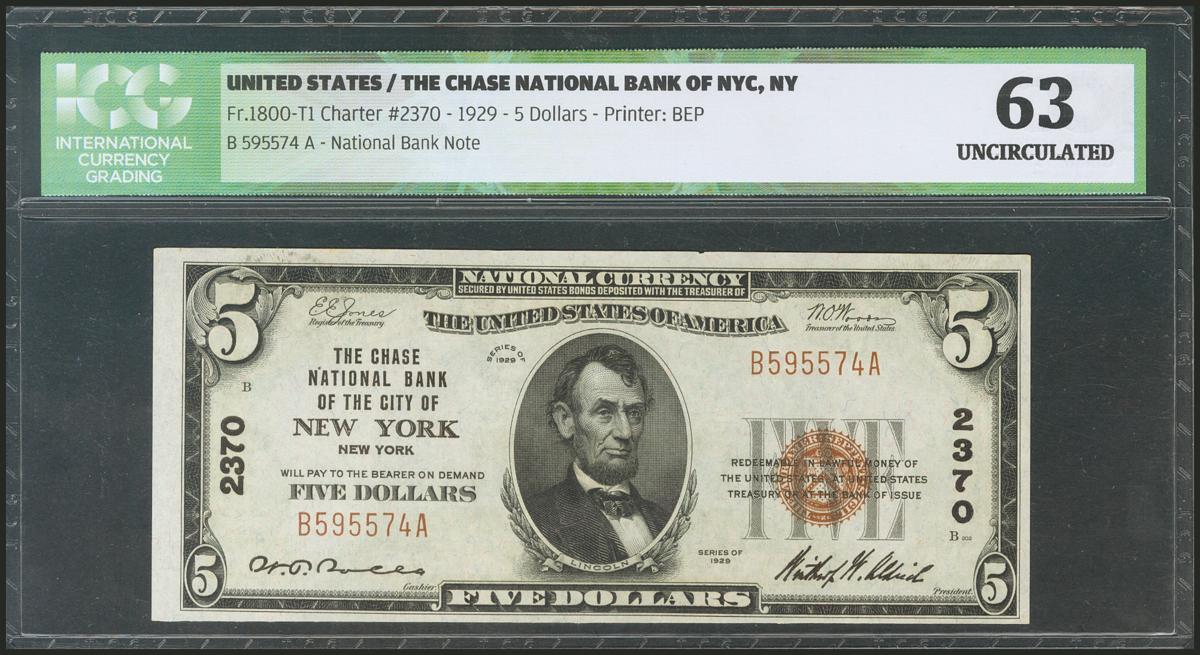 ICG
INTERNATIONAL
CURRENCY
GRADING
UNITED STATES / THE CHASE NATIONAL BANK OF NYC, NY
Fr.1800-T1 Charter #2370 - 1929 - 5 Dollars - Printer: BEP
B 595574 A - National Bank Note
63
UNCIRCULATED
NATIONAL CURRENCY
SECURED BY UNITED STATES BONDS DEPOSITED WITH THE TREASURER OF
THE UNITED STATES OF AMERICA
5
5
E.E. Jones
Register of the Treasury
W.O. Woods
Treasurer of the United States.
SERIES OF
1929
THE CHASE
NATIONAL BANK
OF THE CITY OF
NEW YORK
NEW YORK
B
B595574A
2370
2370
WILL PAY TO THE BEARER ON DEMAND
FIVE DOLLARS
B595574A
FIVE
REDEEMABLE IN LAWFUL MONEY OF
THE UNITED STATES AT UNITED STATES
TREASURY OR AT THE BANK OF ISSUE
B 202
LINCOLN
SERIES OF
1929
Cashier
Winthrop W. Aldrich
President.
5
5
FIVE DOLLARS